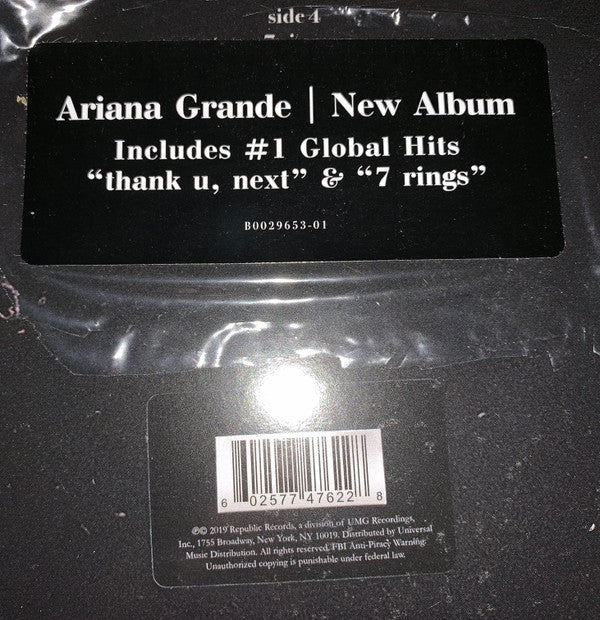 side 4
Ariana Grande | New Album
Includes #1 Global Hits
“thank u, next” & “7 rings”
B0029653-01
6 02577 47622 8
℗© 2019 Republic Records, a division of UMG Recordings,
Inc., 1755 Broadway, New York, NY 10019. Distributed by Universal
Music Distribution. All rights reserved. FBI Anti-Piracy Warning:
Unauthorized copying is punishable under federal law.